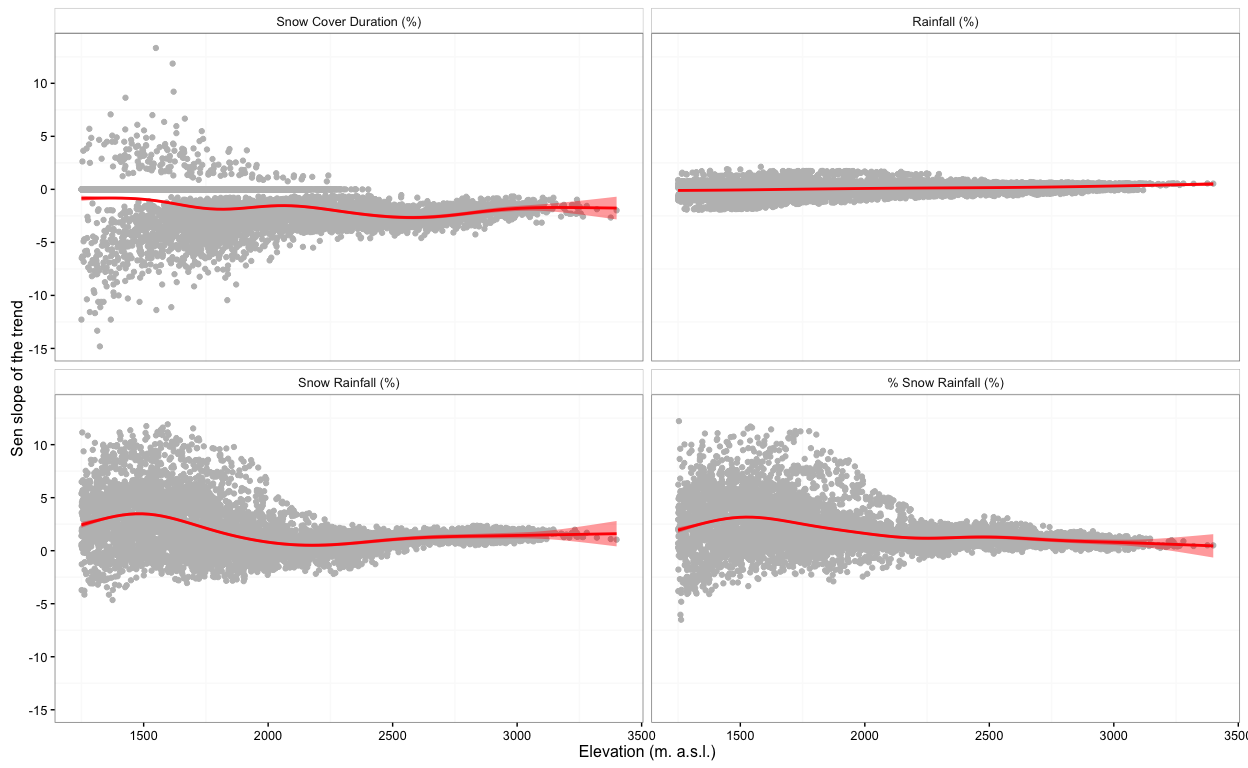 Snow Cover Duration (%)
Rainfall (%)
10
5
0
-5
-10
-15
Sen slope of the trend
Snow Rainfall (%)
% Snow Rainfall (%)
10
5
0
-5
-10
-15
1500 2000 2500 3000 3500 1500 2000 2500 3000 3500
Elevation (m. a.s.l.)